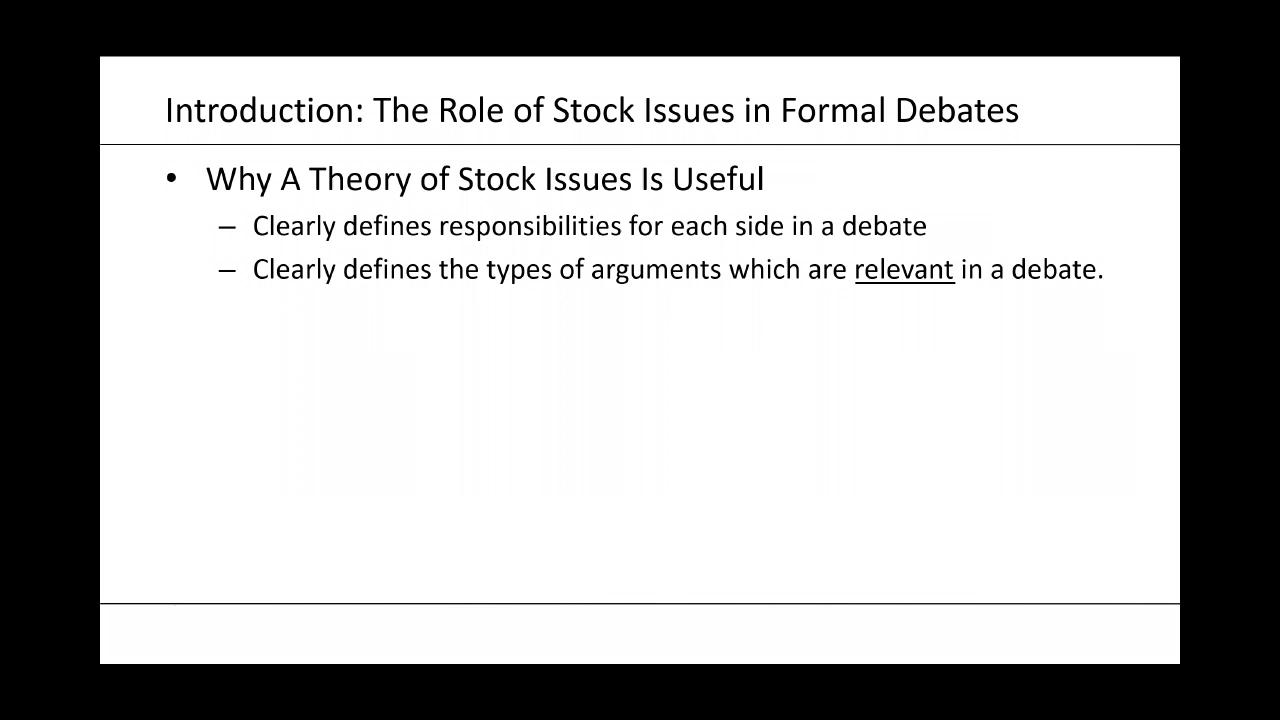 Introduction: The Role of Stock Issues in Formal Debates
• Why A Theory of Stock Issues Is Useful
– Clearly defines responsibilities for each side in a debate
– Clearly defines the types of arguments which are relevant in a debate.